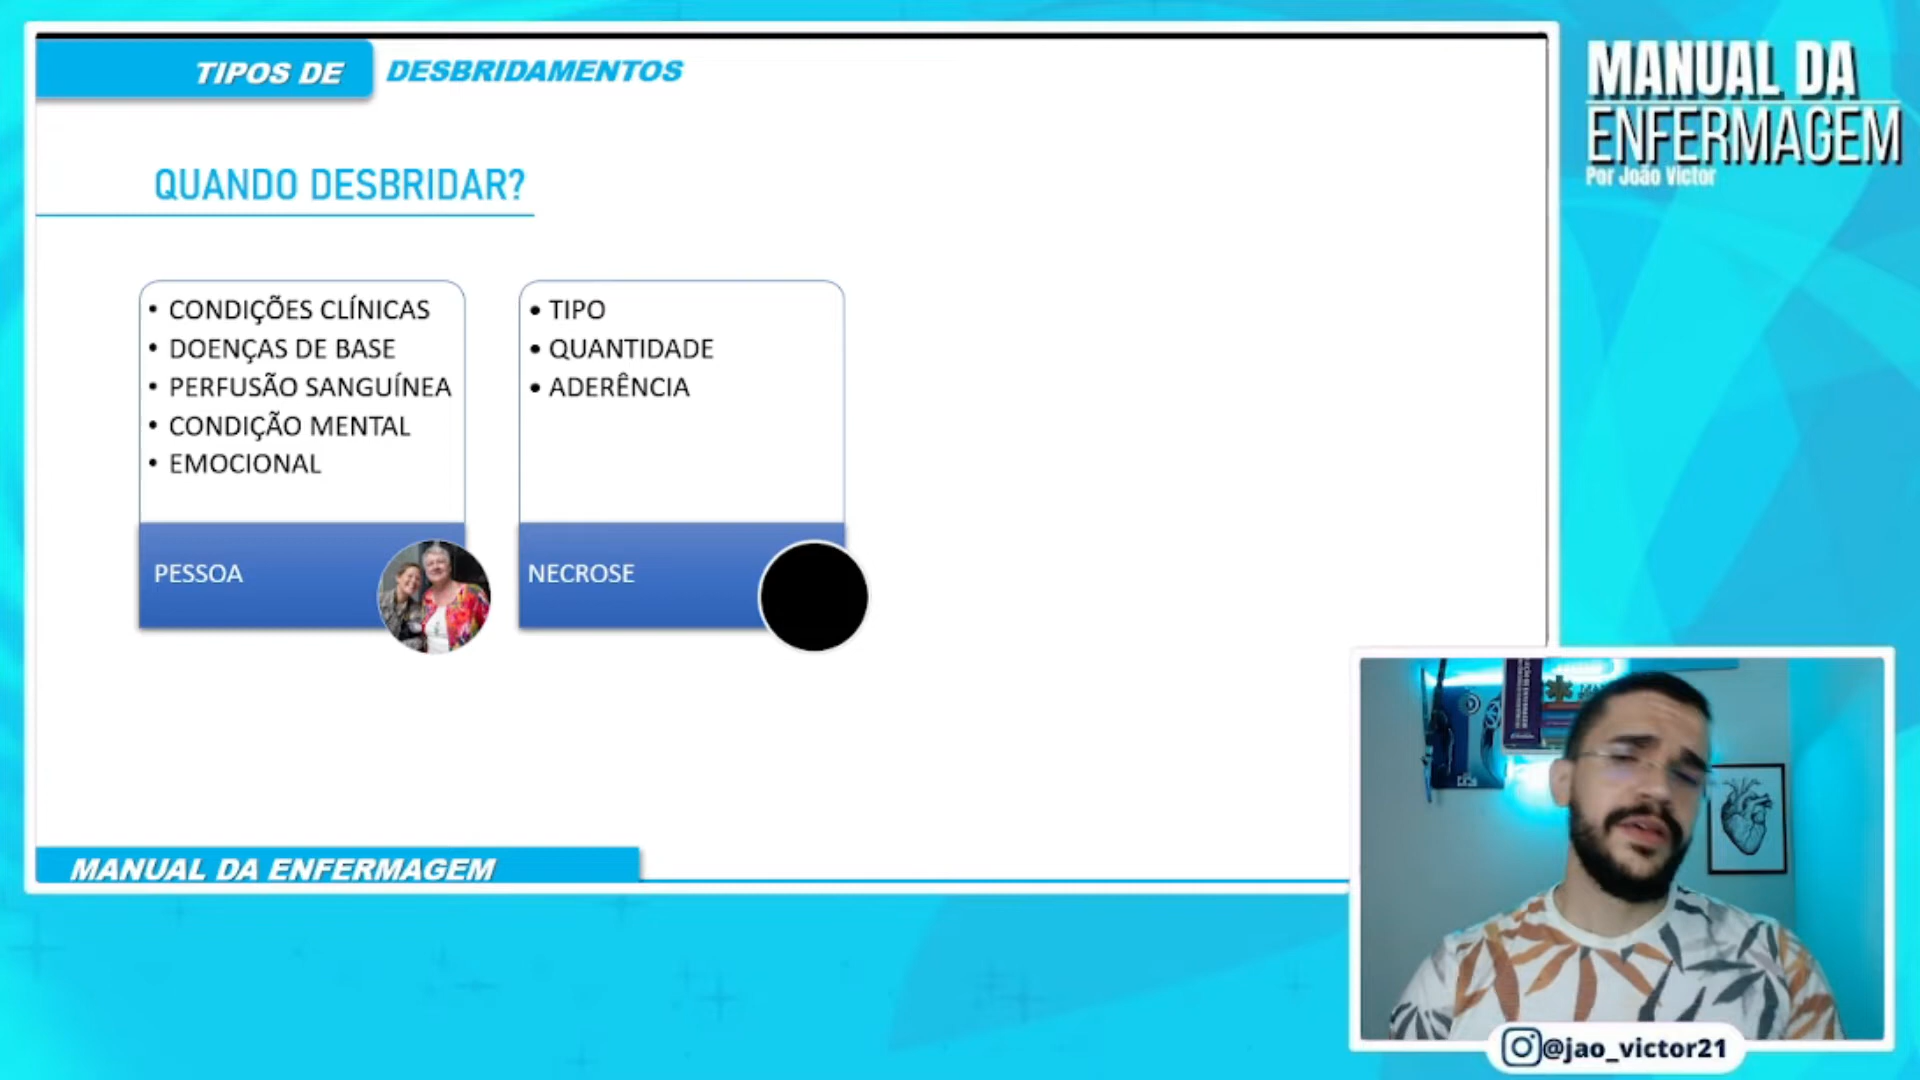 TIPOS DE DESBRIDAMENTOS
MANUAL DA
ENFERMAGEM
Por João Victor
QUANDO DESBRIDAR?
• CONDIÇÕES CLÍNICAS
• DOENÇAS DE BASE
• PERFUSÃO SANGUÍNEA
• CONDIÇÃO MENTAL
• EMOCIONAL
PESSOA
• TIPO
• QUANTIDADE
• ADERÊNCIA
NECROSE
MANUAL DA ENFERMAGEM
@jao_victor21